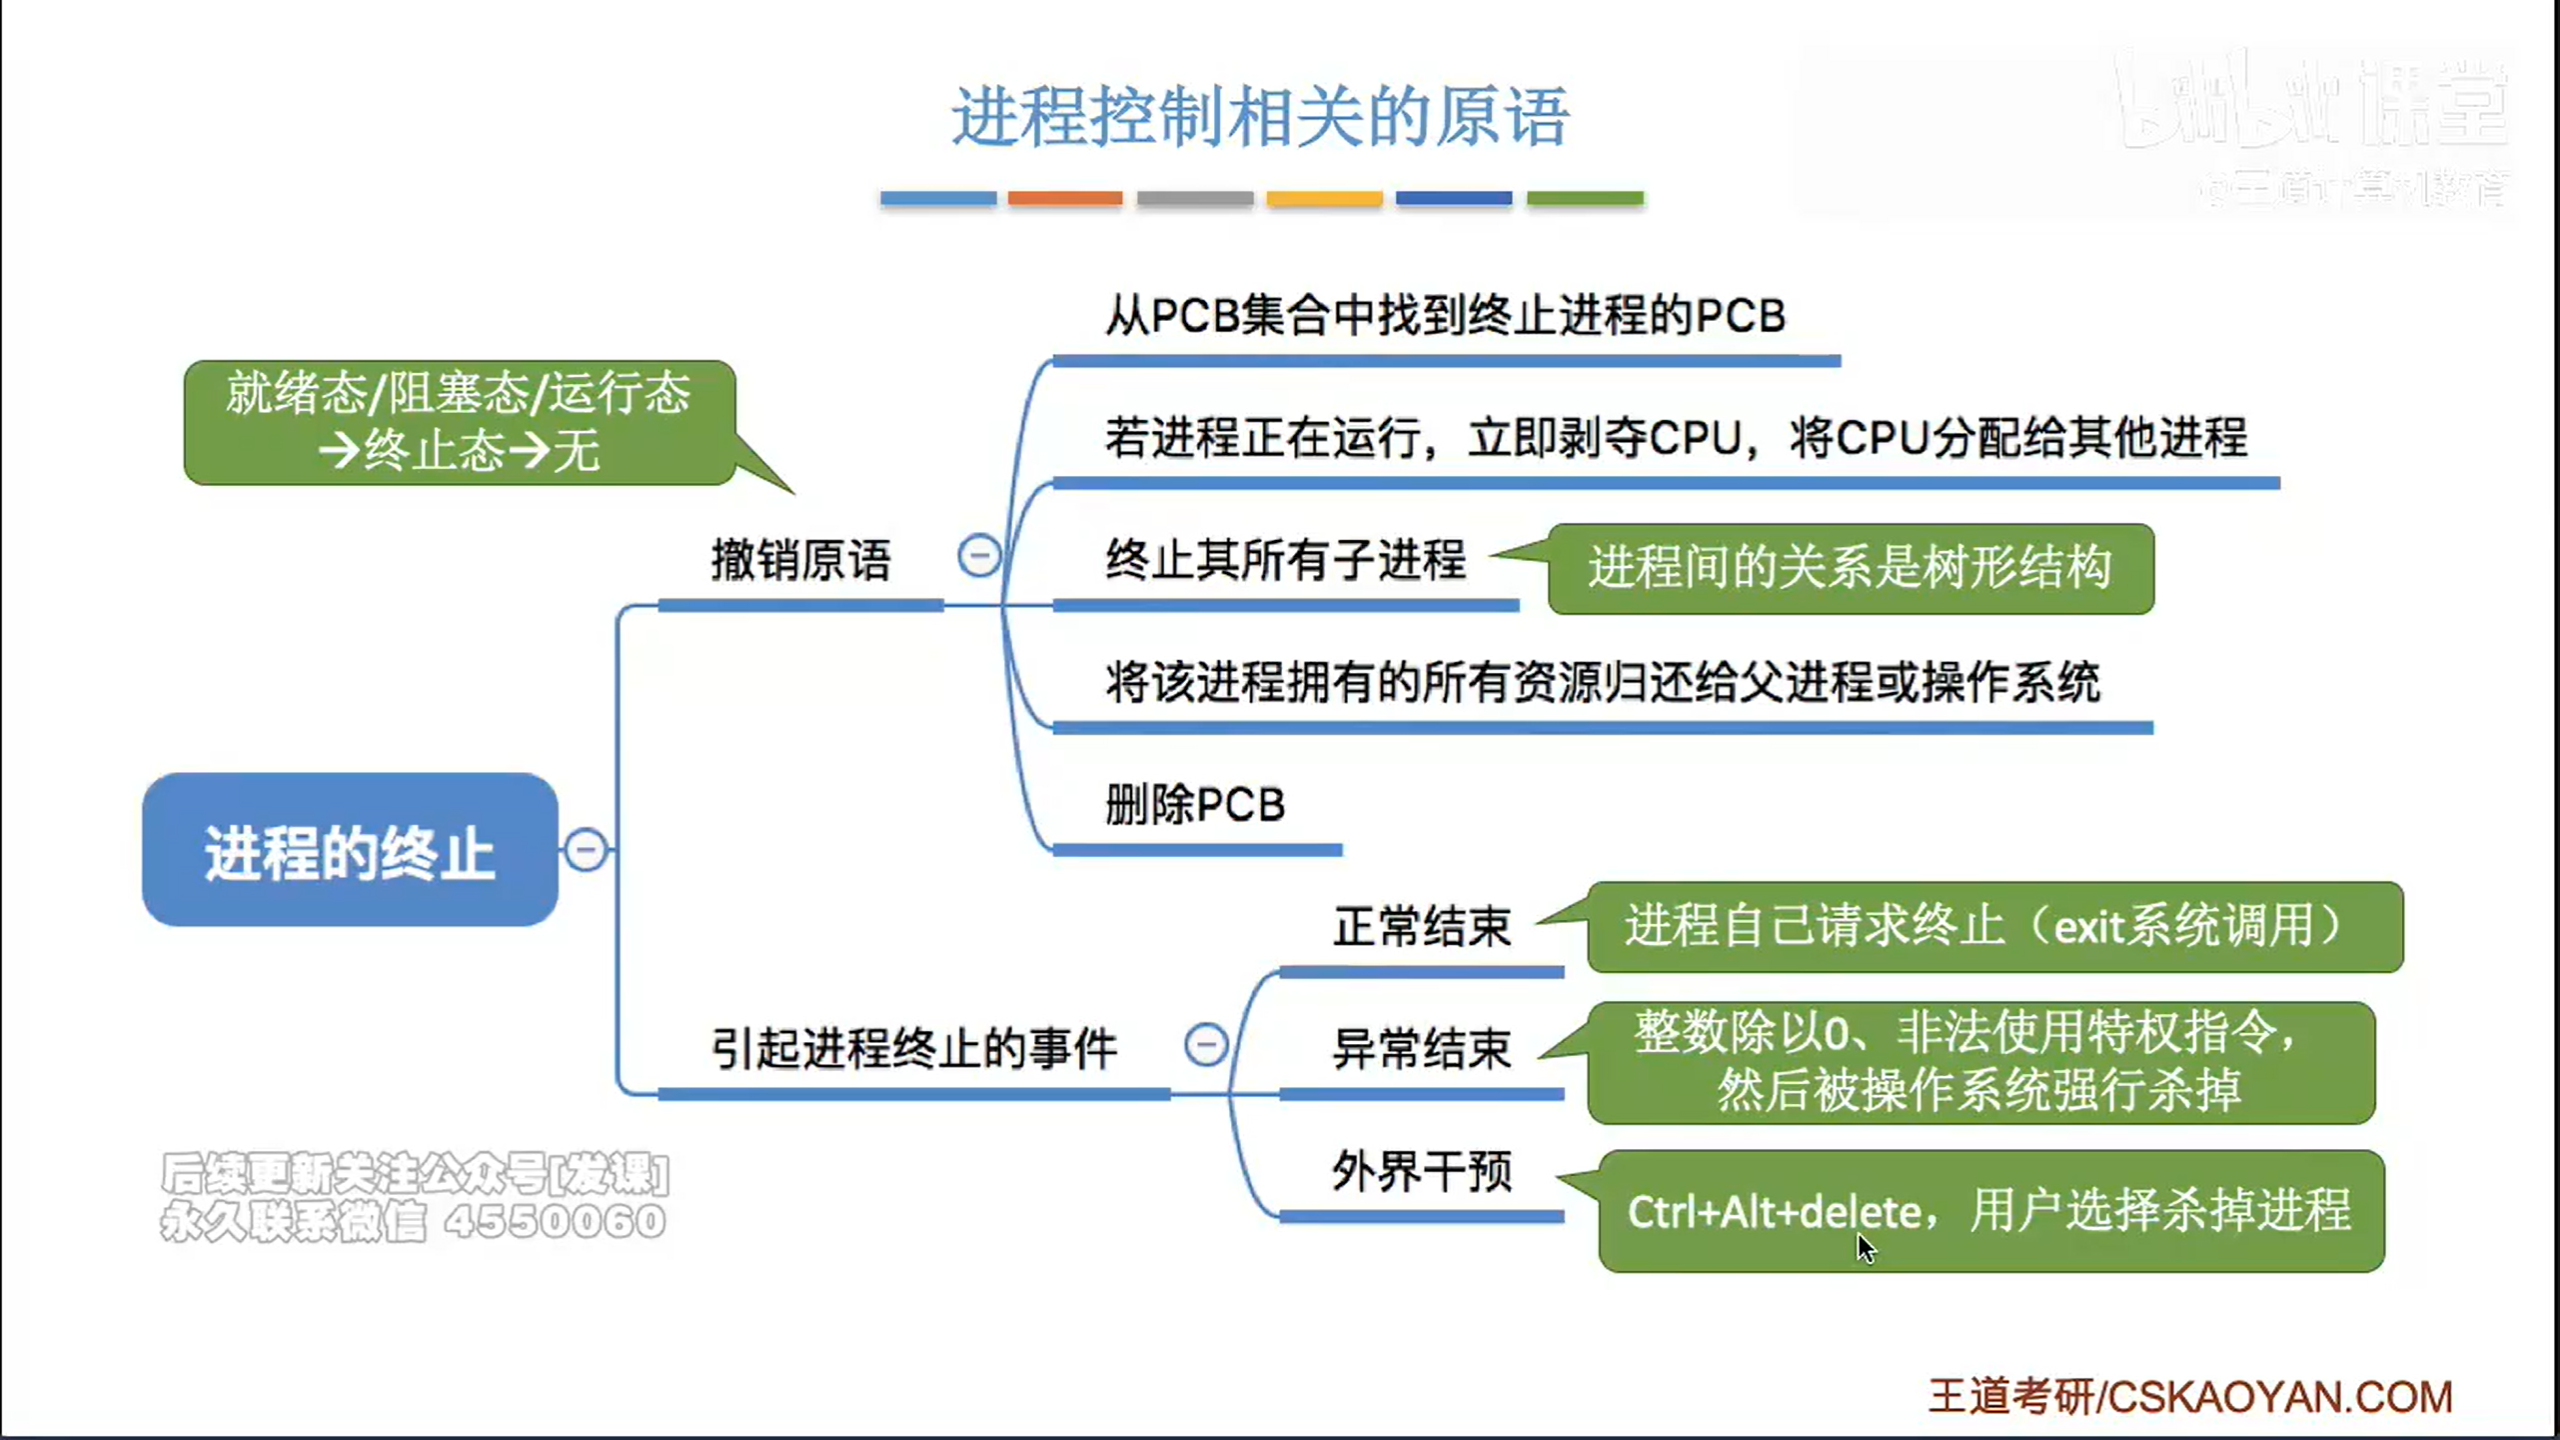 进程控制相关的原语
bilibili 课堂
@王道计算机教育
从PCB集合中找到终止进程的PCB
就绪态/阻塞态/运行态
→终止态→无
若进程正在运行，立即剥夺CPU，将CPU分配给其他进程
撤销原语
终止其所有子进程
进程间的关系是树形结构
将该进程拥有的所有资源归还给父进程或操作系统
删除PCB
进程的终止
正常结束
进程自己请求终止（exit系统调用）
引起进程终止的事件
异常结束
整数除以0、非法使用特权指令，
然后被操作系统强行杀掉
外界干预
Ctrl+Alt+delete，用户选择杀掉进程
后续更新关注公众号[发课]
永久联系微信 4550060
王道考研/CSKAOYAN.COM